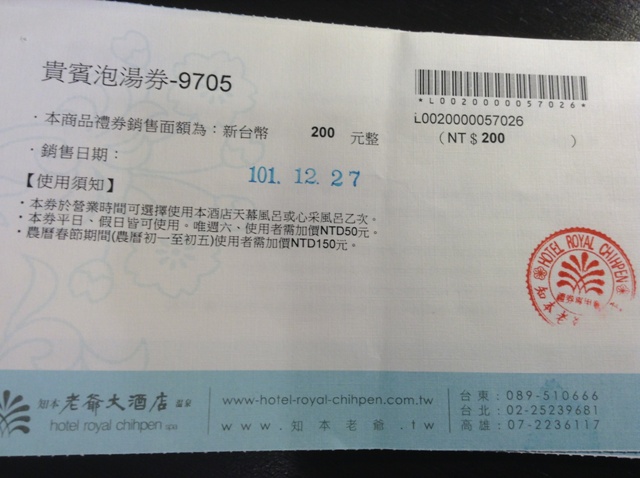 貴賓泡湯券-9705
*L0020000057026*
L0020000057026
(NT$ 200 )
·本商品禮券銷售面額為：新台幣 200 元整
·銷售日期： 101. 12. 27
【使用須知】
·本券於營業時間可選擇使用本酒店天幕風呂或心采風呂乙次。
·本券平日、假日皆可使用。唯週六、使用者需加價NTD50元。
·農曆春節期間(農曆初一至初五)使用者需加價NTD150元。
HOTEL ROYAL CHIHPEN
知本老
知本 老爺大酒店 溫泉
hotel royal chihpen spa
www-hotel-royal-chihpen.com.tw
www.知本老爺.tw
台東：089-510666
台北：02-25239681
高雄：07-2236117